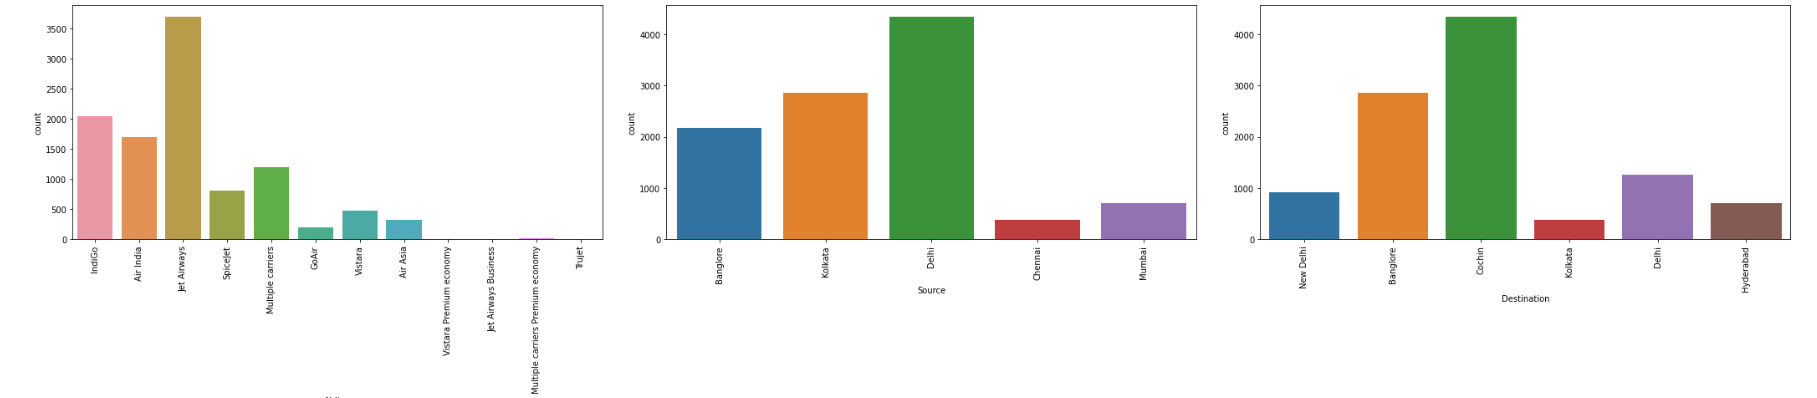 3500
3000
2500
2000
1500
1000
500
0
count
IndiGo
Air India
Jet Airways
SpiceJet
Multiple carriers
GoAir
Vistara
Air Asia
Vistara Premium economy
Jet Airways Business
Multiple carriers Premium economy
Trujet
4000
3000
2000
1000
0
count
Banglore
Kolkata
Delhi
Chennai
Mumbai
Source
4000
3000
2000
1000
0
count
New Delhi
Banglore
Cochin
Kolkata
Delhi
Hyderabad
Destination